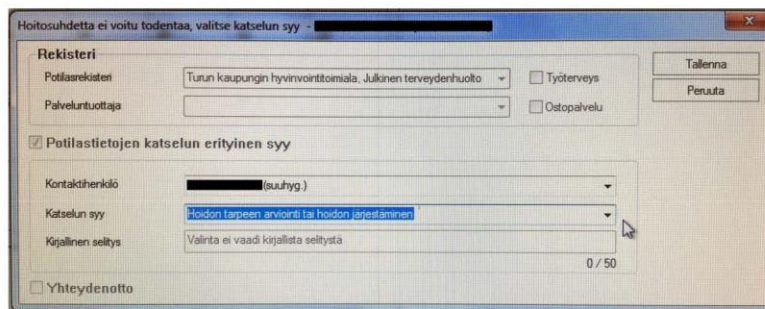 Hoitosuhdetta ei voitu todentaa, valitse katselun syy -
Rekisteri
Potilasrekisteri Turun kaupungin hyvinvointitoimiala, Julkinen terveydenhuolto Työterveys
Palveluntuottaja Ostopalvelu
Tallenna
Peruuta
Potilastietojen katselun erityinen syy
Kontaktihenkilö (suuhyg.)
Katselun syy Hoidon tarpeen arviointi tai hoidon järjestäminen
Kirjallinen selitys Valinta ei vaadi kirjallista selitystä
0 / 50
Yhteydenotto